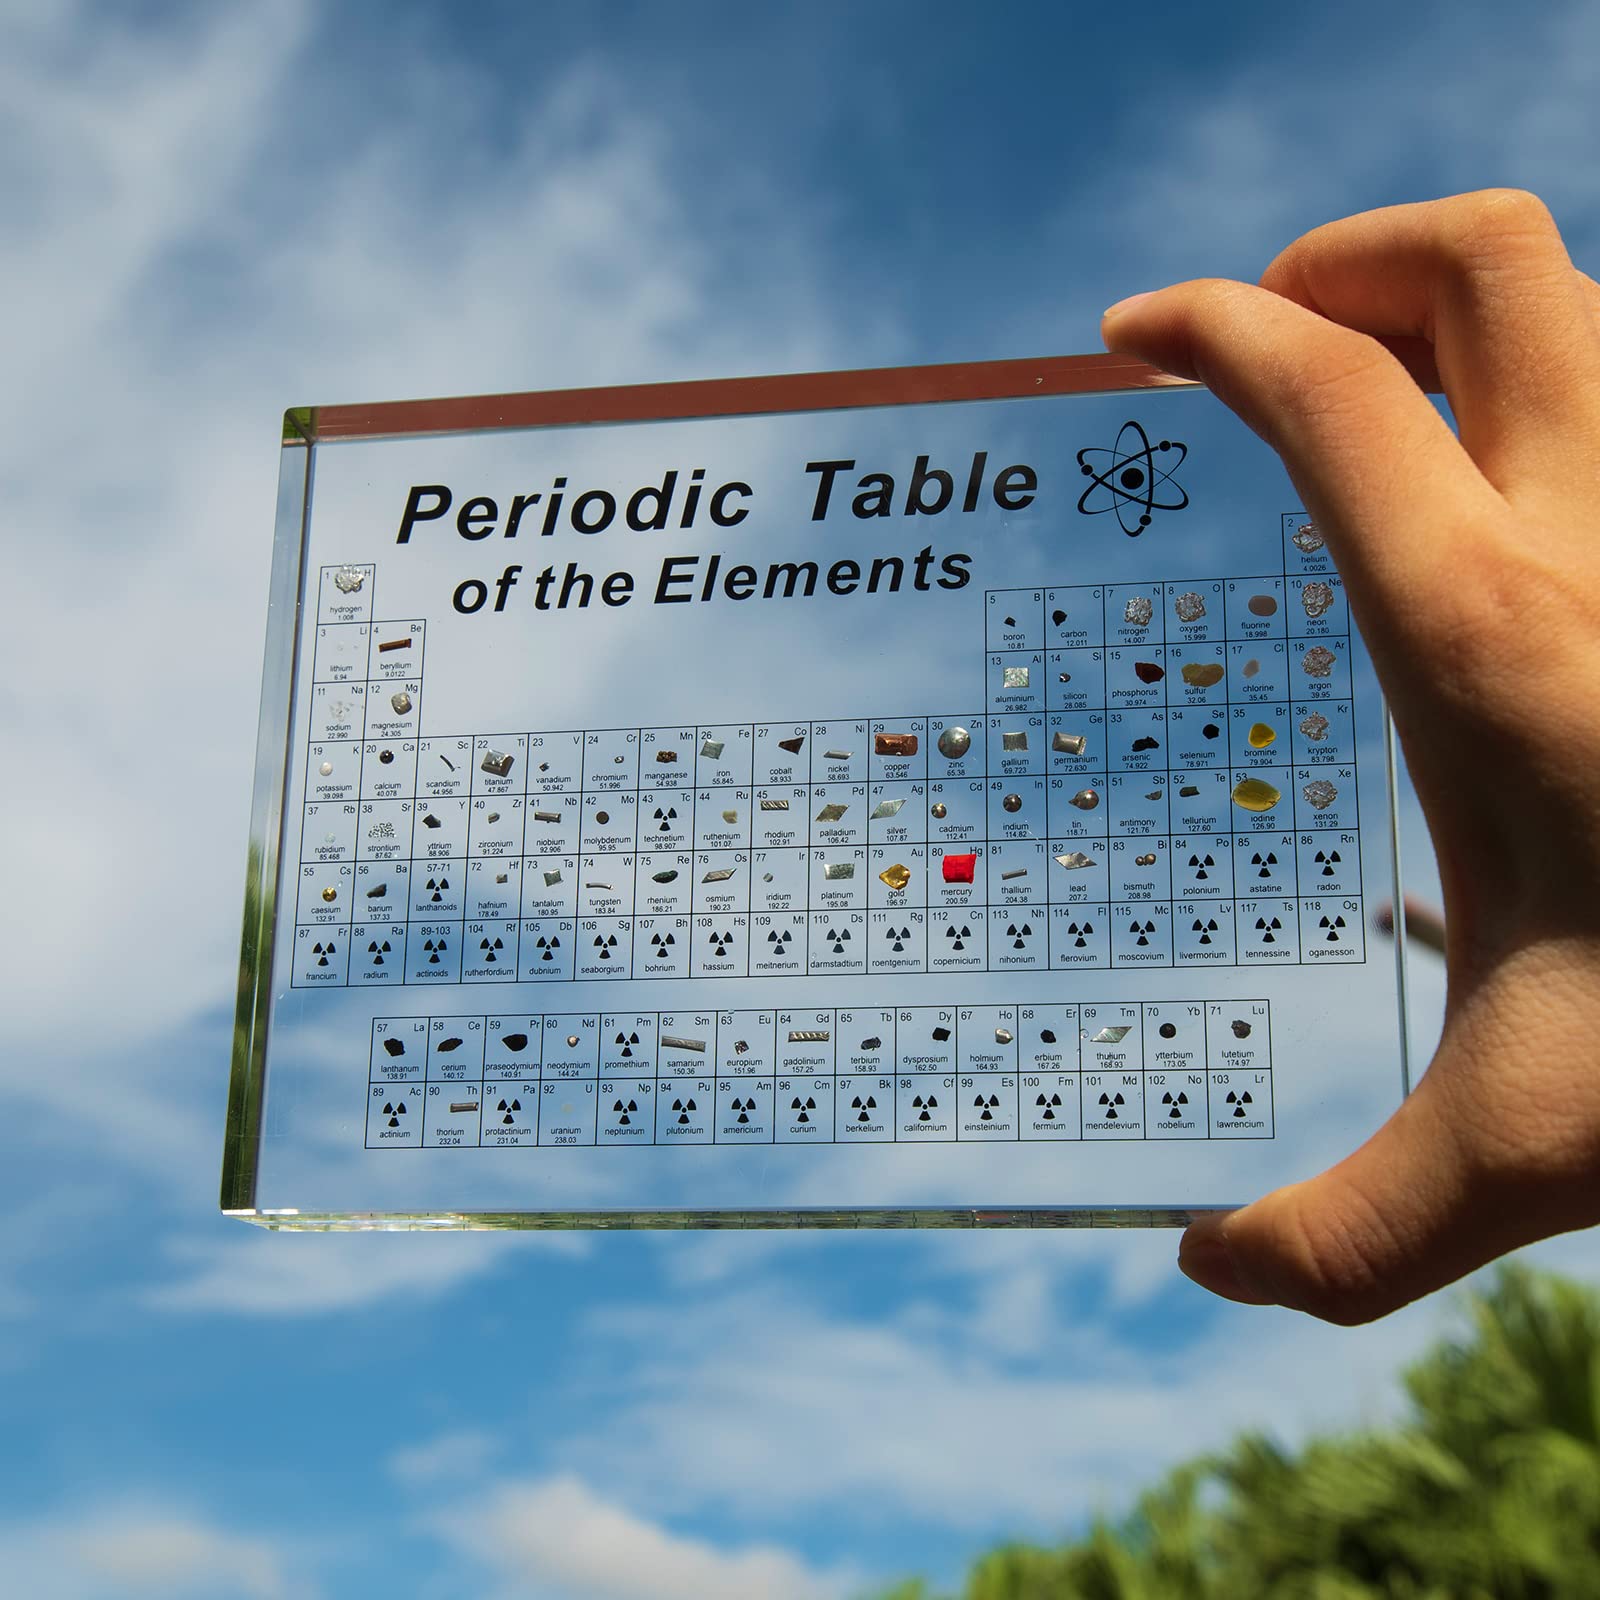 Periodic Table
of the Elements
1 H 2
hydrogen 1.008 helium 4.0026
3 Li 4 Be 5 B 6 C 7 N 8 O 9 F 10 Ne
lithium 6.94 beryllium 9.0122 boron 10.81 carbon 12.011 nitrogen 14.007 oxygen 15.999 fluorine 18.998 neon 20.180
11 Na 12 Mg 13 Al 14 Si 15 P 16 S 17 Cl 18 Ar
sodium 22.990 magnesium 24.305 aluminium 26.982 silicon 28.085 phosphorus 30.974 sulfur 32.06 chlorine 35.45 argon 39.95
19 K 20 Ca 21 Sc 22 Ti 23 V 24 Cr 25 Mn 26 Fe 27 Co 28 Ni 29 Cu 30 Zn 31 Ga 32 Ge 33 As 34 Se 35 Br 36 Kr
potassium 39.098 calcium 40.078 scandium 44.956 titanium 47.867 vanadium 50.942 chromium 51.996 manganese 54.938 iron 55.845 cobalt 58.933 nickel 58.693 copper 63.546 zinc 65.38 gallium 69.723 germanium 72.630 arsenic 74.922 selenium 78.971 bromine 79.904 krypton 83.798
37 Rb 38 Sr 39 Y 40 Zr 41 Nb 42 Mo 43 Tc 44 Ru 45 Rh 46 Pd 47 Ag 48 Cd 49 In 50 Sn 51 Sb 52 Te 53 I 54 Xe
rubidium 85.468 strontium 87.62 yttrium 88.906 zirconium 91.224 niobium 92.906 molybdenum 95.95 technetium 98.907 ruthenium 101.07 rhodium 102.91 palladium 106.42 silver 107.87 cadmium 112.41 indium 114.82 tin 118.71 antimony 121.76 tellurium 127.60 iodine 126.90 xenon 131.29
55 Cs 56 Ba 57-71 72 Hf 73 Ta 74 W 75 Re 76 Os 77 Ir 78 Pt 79 Au 80 Hg 81 Tl 82 Pb 83 Bi 84 Po 85 At 86 Rn
caesium 132.91 barium 137.33 lanthanoids hafnium 178.49 tantalum 180.95 tungsten 183.84 rhenium 186.21 osmium 190.23 iridium 192.22 platinum 195.08 gold 196.97 mercury 200.59 thallium 204.38 lead 207.2 bismuth 208.98 polonium astatine radon
87 Fr 88 Ra 89-103 104 Rf 105 Db 106 Sg 107 Bh 108 Hs 109 Mt 110 Ds 111 Rg 112 Cn 113 Nh 114 Fl 115 Mc 116 Lv 117 Ts 118 Og
francium radium actinoids rutherfordium dubnium seaborgium bohrium hassium meitnerium darmstadtium roentgenium copernicium nihonium flerovium moscovium livermorium tennessine oganesson
57 La 58 Ce 59 Pr 60 Nd 61 Pm 62 Sm 63 Eu 64 Gd 65 Tb 66 Dy 67 Ho 68 Er 69 Tm 70 Yb 71 Lu
lanthanum 138.91 cerium 140.12 praseodymium 140.91 neodymium 144.24 promethium samarium 150.36 europium 151.96 gadolinium 157.25 terbium 158.93 dysprosium 162.50 holmium 164.93 erbium 167.26 thulium 168.93 ytterbium 173.05 lutetium 174.97
89 Ac 90 Th 91 Pa 92 U 93 Np 94 Pu 95 Am 96 Cm 97 Bk 98 Cf 99 Es 100 Fm 101 Md 102 No 103 Lr
actinium thorium 232.04 protactinium 231.04 uranium 238.03 neptunium plutonium americium curium berkelium californium einsteinium fermium mendelevium nobelium lawrencium